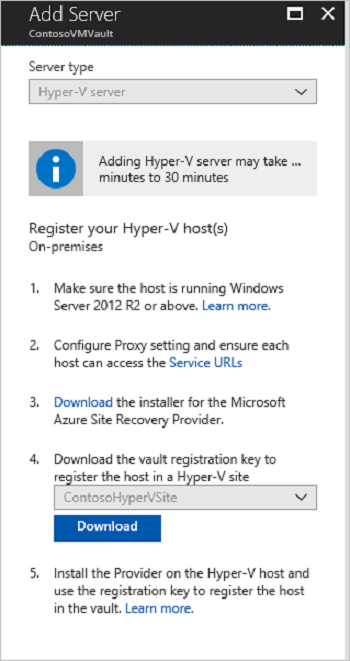 Add Server
ContosoVMVault
Server type
Hyper-V server
Adding Hyper-V server may take ...
minutes to 30 minutes
Register your Hyper-V host(s)
On-premises
1. Make sure the host is running Windows
Server 2012 R2 or above. Learn more.
2. Configure Proxy setting and ensure each
host can access the Service URLs
3. Download the installer for the Microsoft
Azure Site Recovery Provider.
4. Download the vault registration key to
register the host in a Hyper-V site
ContosoHyperVSite
Download
5. Install the Provider on the Hyper-V host and
use the registration key to register the host
in the vault. Learn more.